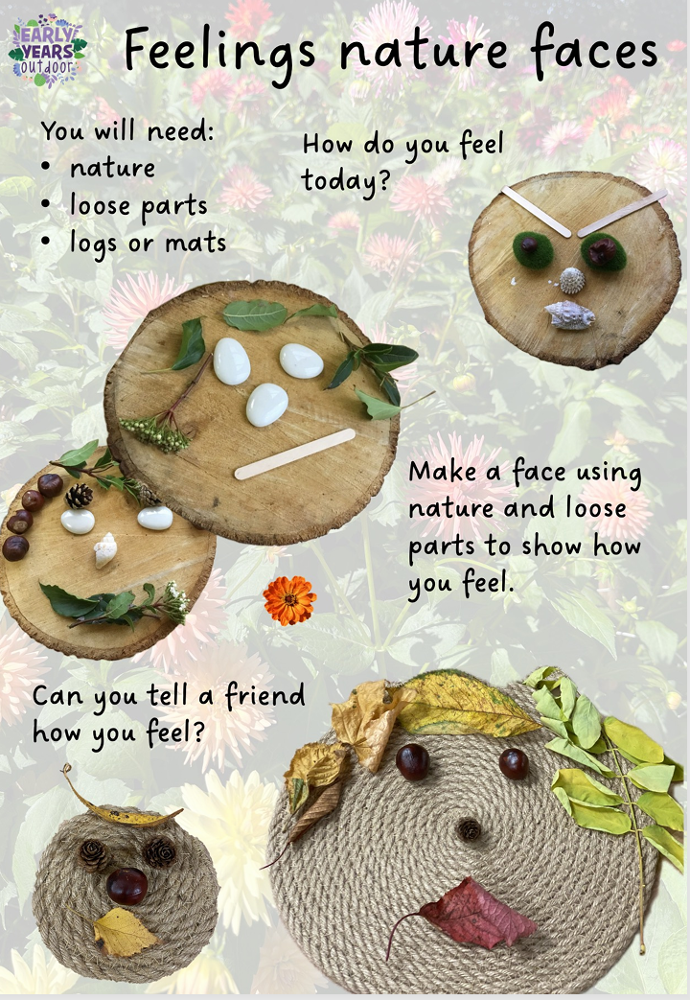 EARLY
YEARS
outdoor
Feelings nature faces
You will need:
• nature
• loose parts
• logs or mats
How do you feel
today?
Make a face using
nature and loose
parts to show how
you feel.
Can you tell a friend
how you feel?